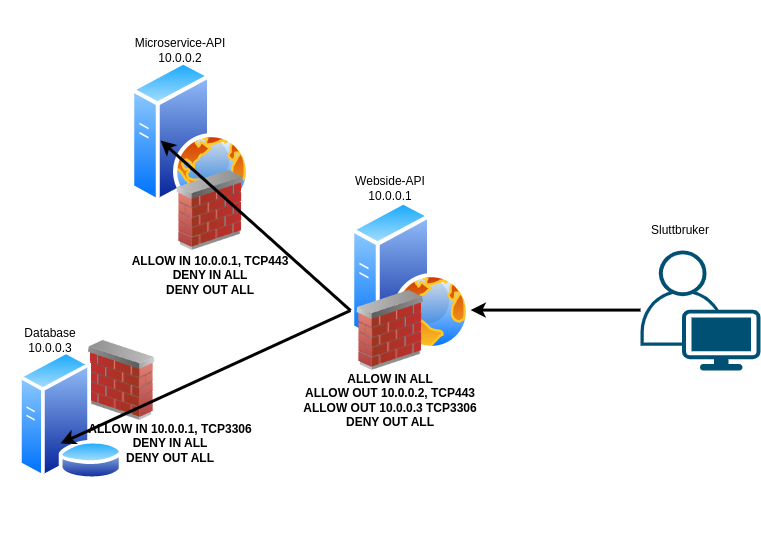 Microservice-API
10.0.0.2
ALLOW IN 10.0.0.1, TCP443
DENY IN ALL
DENY OUT ALL
Webside-API
10.0.0.1
ALLOW IN ALL
ALLOW OUT 10.0.0.2, TCP443
ALLOW OUT 10.0.0.3 TCP3306
DENY OUT ALL
Sluttbruker
Database
10.0.0.3
ALLOW IN 10.0.0.1, TCP3306
DENY IN ALL
DENY OUT ALL